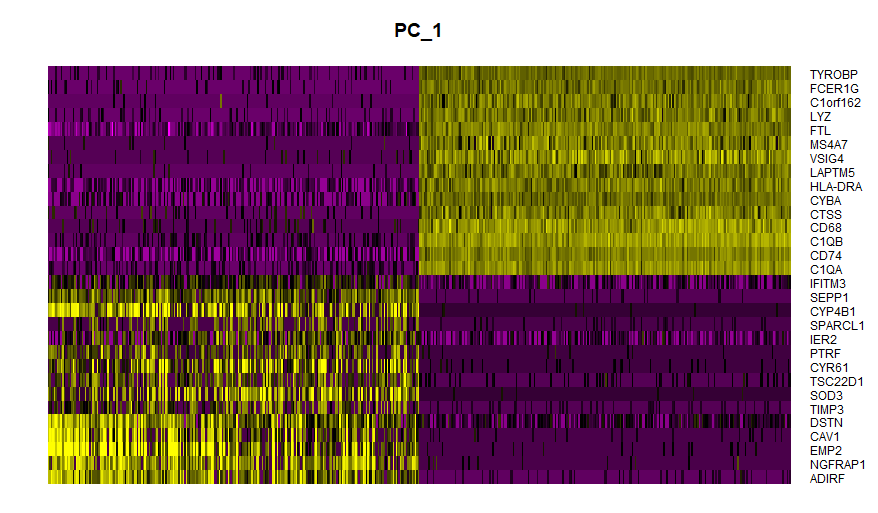 PC_1
TYROBP
FCER1G
C1orf162
LYZ
FTL
MS4A7
VSIG4
LAPTM5
HLA-DRA
CYBA
CTSS
CD68
C1QB
CD74
C1QA
IFITM3
SEPP1
CYP4B1
SPARCL1
IER2
PTRF
CYR61
TSC22D1
SOD3
TIMP3
DSTN
CAV1
EMP2
NGFRAP1
ADIRF